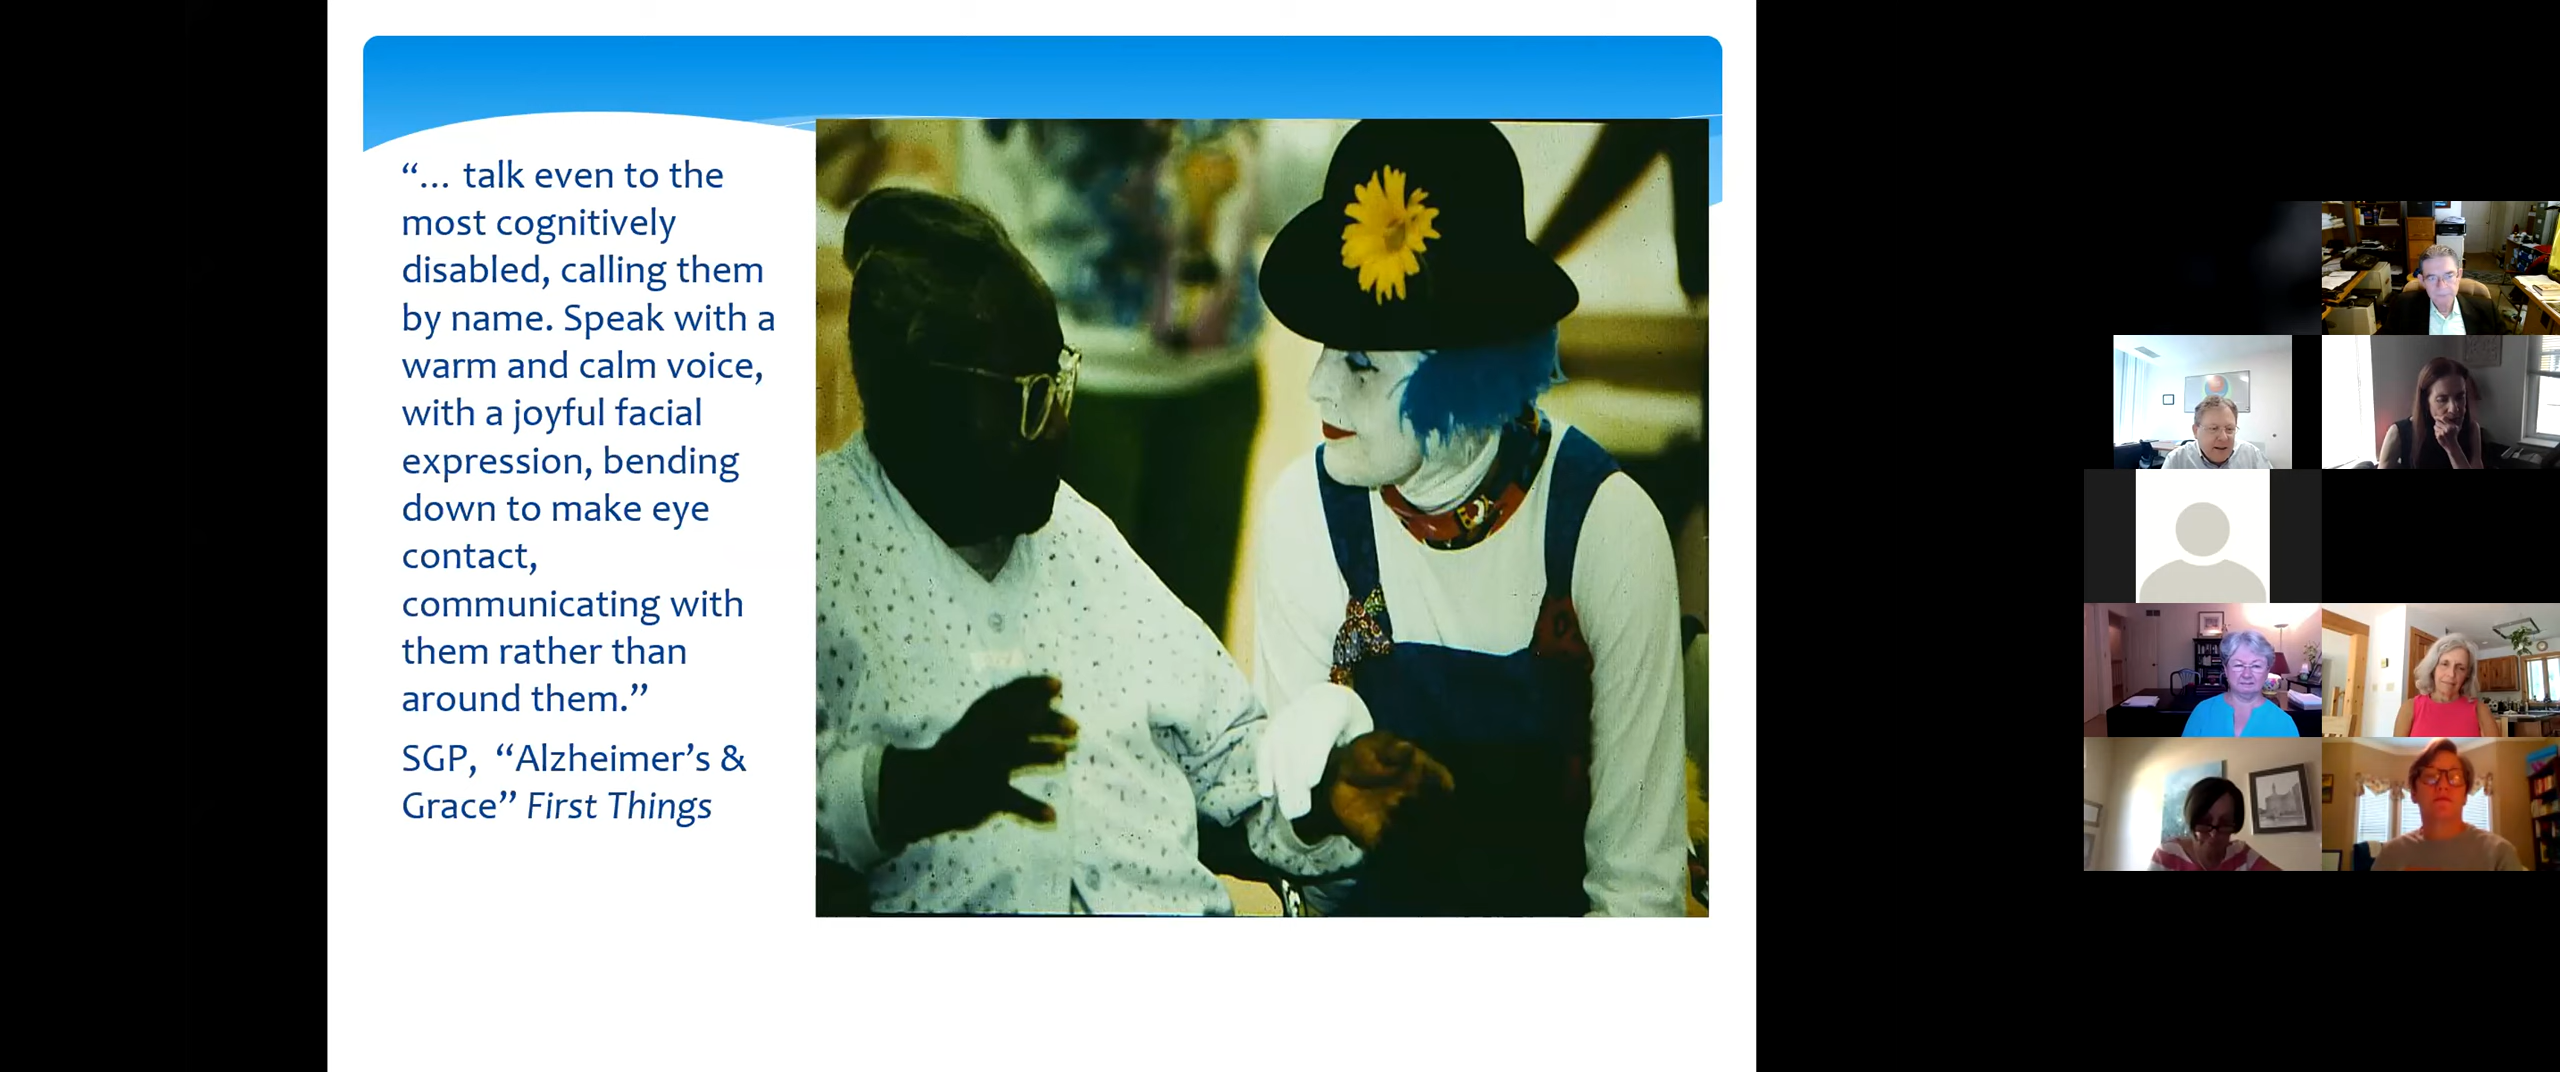 “... talk even to the
most cognitively
disabled, calling them
by name. Speak with a
warm and calm voice,
with a joyful facial
expression, bending
down to make eye
contact,
communicating with
them rather than
around them.”
SGP, “Alzheimer’s &
Grace” First Things